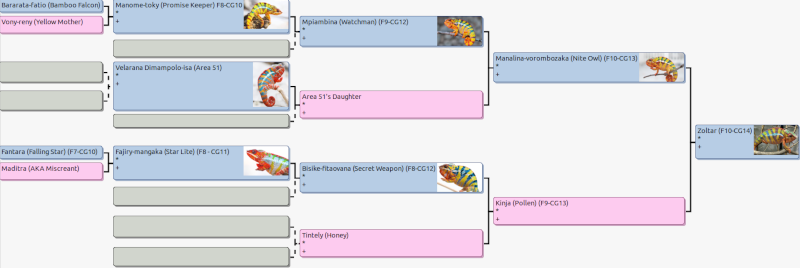 Bararata-fatio (Bamboo Falcon)
Vony-reny (Yellow Mother)
Manome-toky (Promise Keeper) F8-CG10
*
+
Mpiambina (Watchman) (F9-CG12)
*
+
Velarana Dimampolo-isa (Area 51)
*
+
Area 51's Daughter
*
+
Manalina-vorombozaka (Nite Owl) (F10-CG13)
*
+
Zoltar (F10-CG14)
*
+
Fantara (Falling Star) (F7-CG10)
Maditra (AKA Miscreant)
Fajiry-mangaka (Star Lite) (F8 - CG11)
*
+
Bisike-fitaovana (Secret Weapon) (F8-CG12)
*
+
Kinja (Pollen) (F9-CG13)
*
+
Tintely (Honey)
*
+